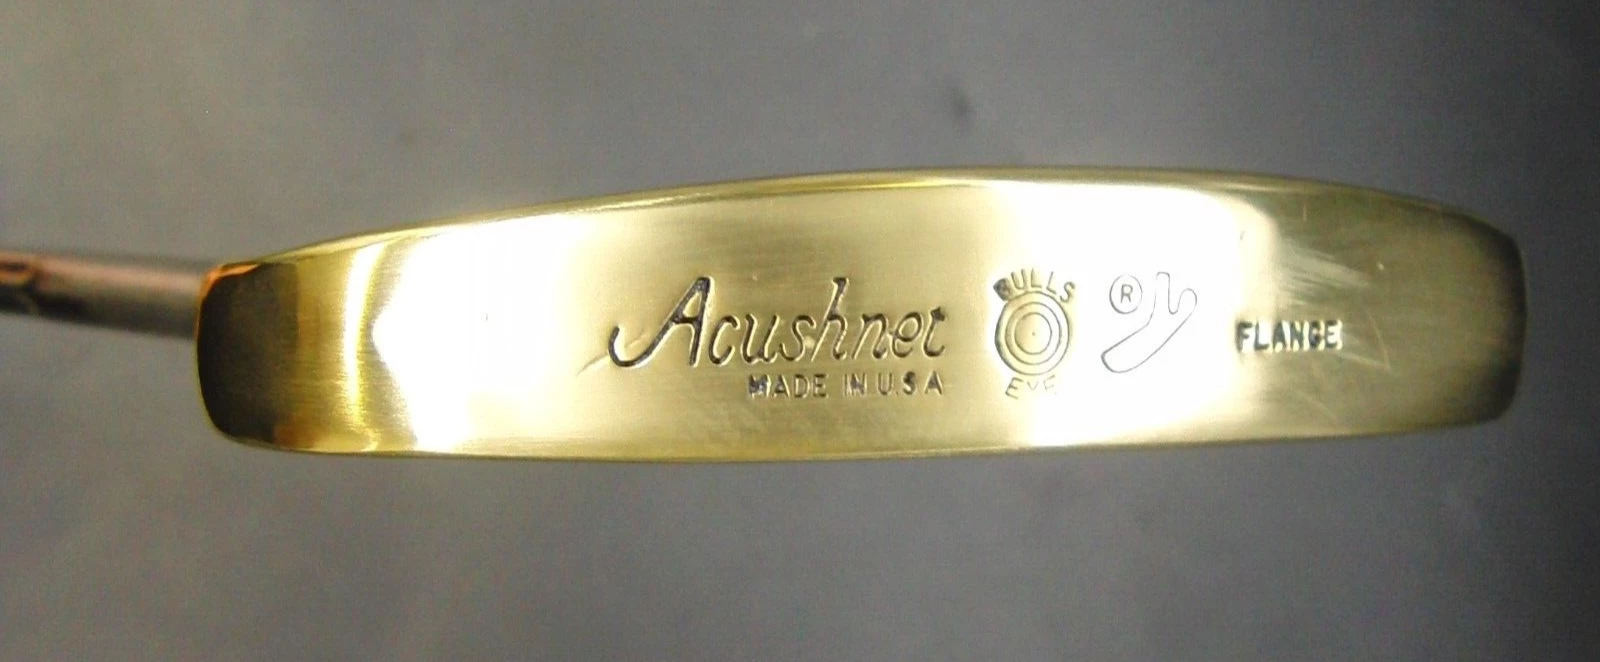 Acushnet
MADE IN U.S.A
BULLS
EYE
®
FLANGE